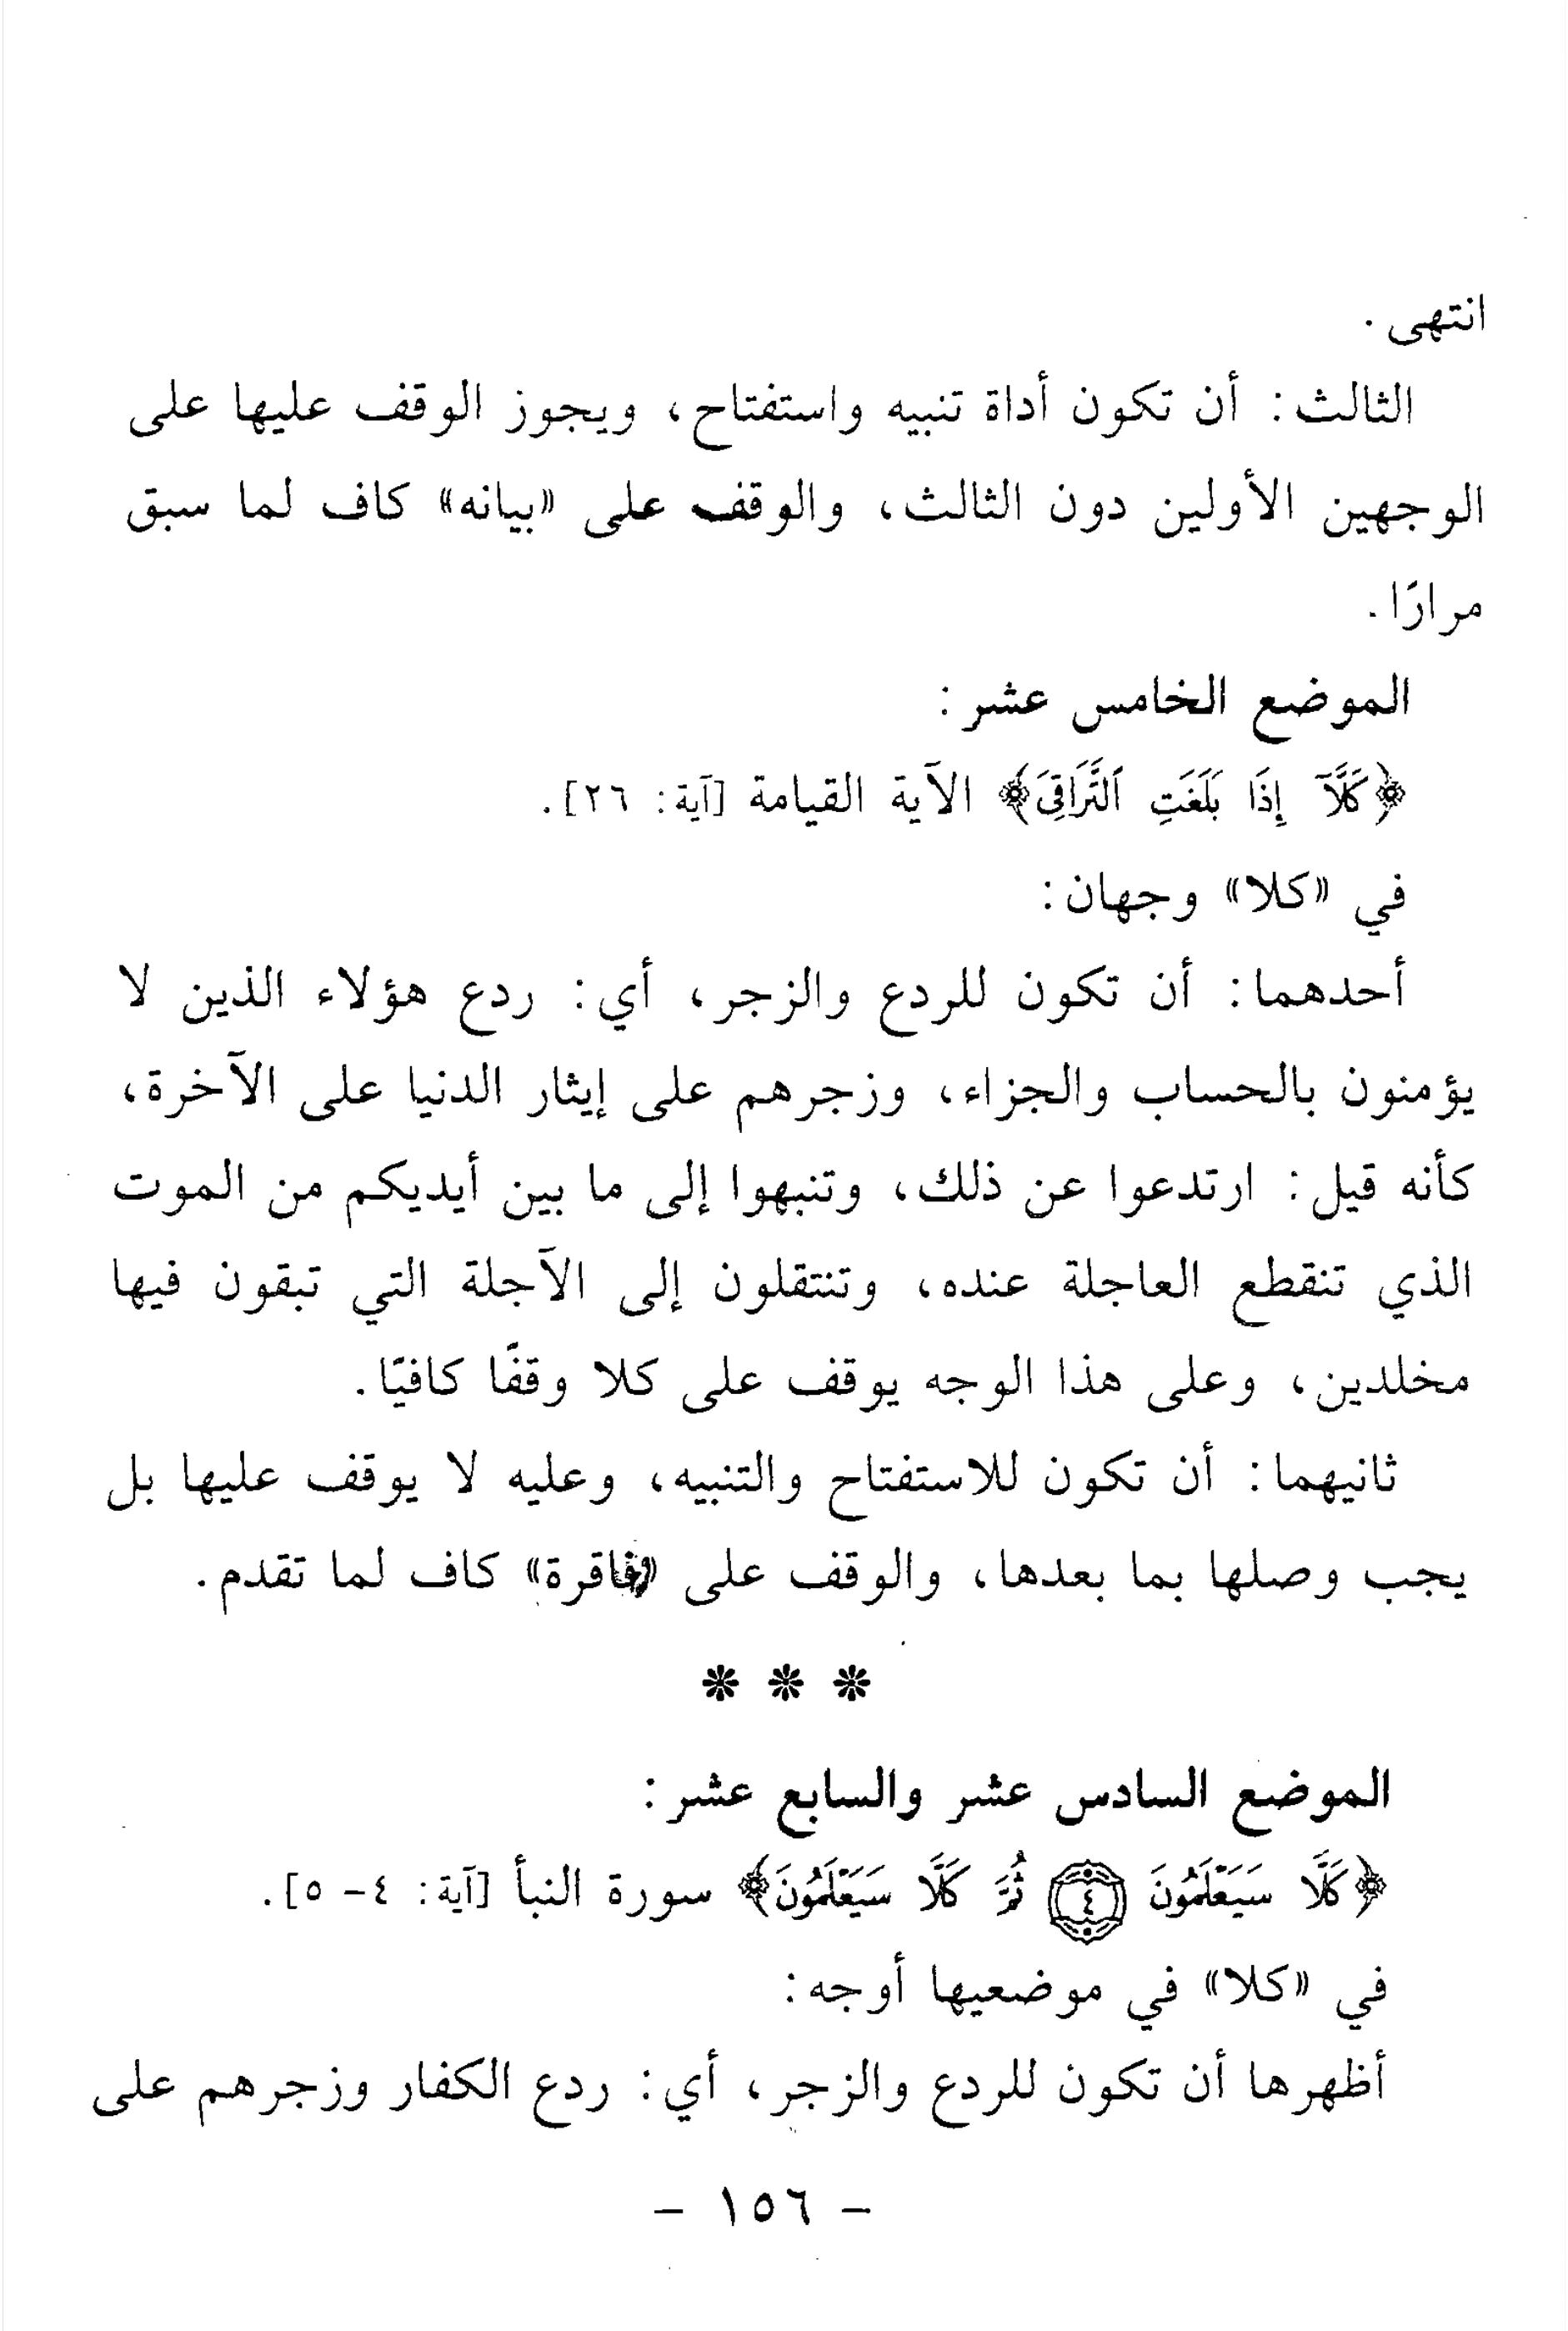 انتهى.
الثالث: أن تكون أداة تنبيه واستفتاح، ويجوز الوقف عليها على
الوجهين الأولين دون الثالث، والوقف على «بيانه» كاف لما سبق
مرارًا.
الموضع الخامس عشر:
﴿كَلَّآ إِذَا بَلَغَتِ ٱلتَّرَاقِىَ﴾ الآية القيامة [آية: ٢٦].
في «كلا» وجهان:
أحدهما: أن تكون للردع والزجر، أي: ردع هؤلاء الذين لا
يؤمنون بالحساب والجزاء، وزجرهم على إيثار الدنيا على الآخرة،
كأنه قيل: ارتدعوا عن ذلك، وتنبهوا إلى ما بين أيديكم من الموت
الذي تنقطع العاجلة عنده، وتنتقلون إلى الآجلة التي تبقون فيها
مخلدين، وعلى هذا الوجه يوقف على كلا وقفًا كافيًا.
ثانيهما: أن تكون للاستفتاح والتنبيه، وعليه لا يوقف عليها بل
يجب وصلها بما بعدها، والوقف على «فاقرة» كاف لما تقدم.
* * *
الموضع السادس عشر والسابع عشر:
﴿كَلَّا سَيَعْلَمُونَ ٤ ثُمَّ كَلَّا سَيَعْلَمُونَ﴾ سورة النبأ [آية: ٤- ٥].
في «كلا» في موضعيها أوجه:
أظهرها أن تكون للردع والزجر، أي: ردع الكفار وزجرهم على
- ١٥٦ -